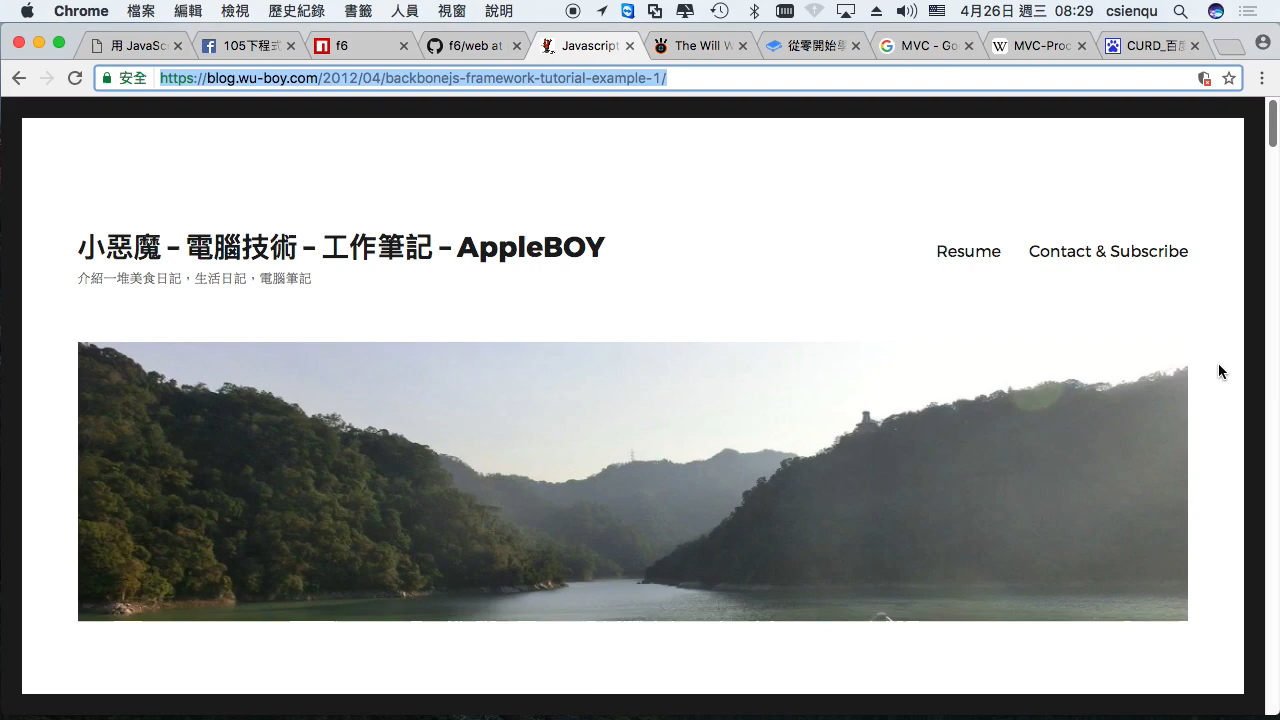 Chrome 檔案 編輯 檢視 歷史紀錄 書籤 人員 視窗 說明 4月26日 週三 08:29 csienqu
用 JavaSc 105下程式 f6 f6/web at Javascript The Will W 從零開始 MVC - Go MVC-Proc CURD_百度
安全 https://blog.wu-boy.com/2012/04/backbonejs-framework-tutorial-example-1/
小惡魔 – 電腦技術 – 工作筆記 – AppleBOY
Resume Contact & Subscribe
介紹一堆美食日記，生活日記，電腦筆記